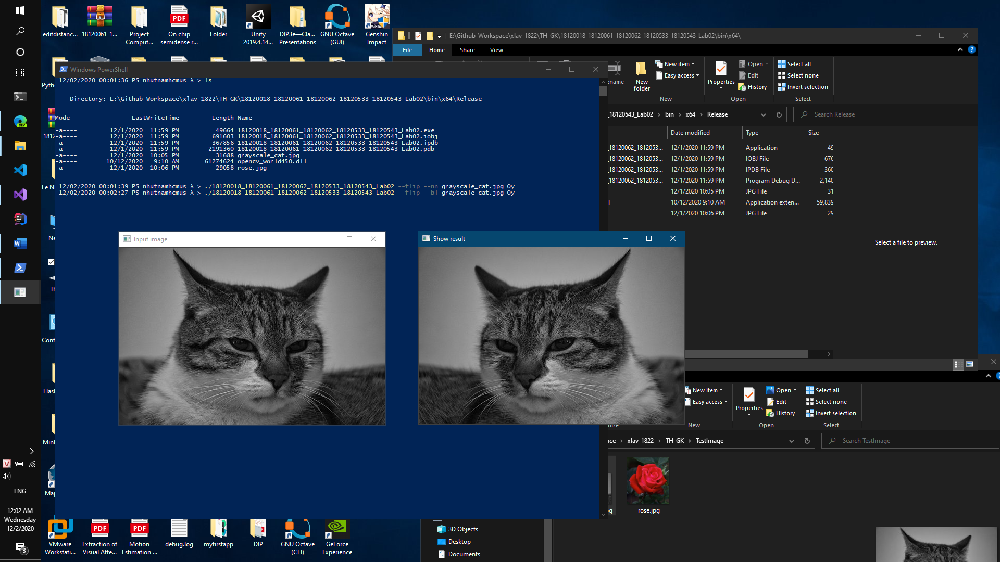 editdistanc...
18120061_1...
Project Comput...
On chip semidense r...
Folder
Unity 2019.4.14...
DIP3e—Cla... Presentations
GNU Octave (GUI)
Genshin Impact
Windows PowerShell
12/02/2020 00:01:36 PS nhutnamhcmus λ > ls
Directory: E:\Github-Workspace\xlav-1822\TH-GK\18120018_18120061_18120062_18120533_18120543_Lab02\bin\x64\Release
Mode LastWriteTime Length Name
---- ------------- ------ ----
-a---- 12/1/2020 11:59 PM 49664 18120018_18120061_18120062_18120533_18120543_Lab02.exe
-a---- 12/1/2020 11:59 PM 691603 18120018_18120061_18120062_18120533_18120543_Lab02.iobj
-a---- 12/1/2020 11:59 PM 367856 18120018_18120061_18120062_18120533_18120543_Lab02.ipdb
-a---- 12/1/2020 11:59 PM 2191360 18120018_18120061_18120062_18120533_18120543_Lab02.pdb
-a---- 12/1/2020 10:05 PM 31688 grayscale_cat.jpg
-a---- 10/12/2020 9:10 AM 61274624 opencv_world450.dll
-a---- 12/1/2020 10:06 PM 29058 rose.jpg
12/02/2020 00:01:39 PS nhutnamhcmus λ > ./18120018_18120061_18120062_18120533_18120543_Lab02 --flip --nn grayscale_cat.jpg Oy
12/02/2020 00:02:27 PS nhutnamhcmus λ > ./18120018_18120061_18120062_18120533_18120543_Lab02 --flip --bl grayscale_cat.jpg Oy
Input image
Show result
E:\Github-Workspace\xlav-1822\TH-GK\18120018_18120061_18120062_18120533_18120543_Lab02\bin\x64\
File Home Share View
ename
New folder
New item
Easy access
New
Properties
Open
Edit
History
Open
Select all
Select none
Invert selection
Select
_18120543_Lab02 > bin > x64 > Release
Search Release
Date modified Type Size
_18120062_1812053... 12/1/2020 11:59 PM Application 49
_18120062_1812053... 12/1/2020 11:59 PM IOBJ File 676
_18120062_1812053... 12/1/2020 11:59 PM IPDB File 360
_18120062_1812053... 12/1/2020 11:59 PM Program Debug D... 2,140
12/1/2020 10:05 PM JPG File 31
10/12/2020 9:10 AM Application exten... 59,839
12/1/2020 10:06 PM JPG File 29
Select a file to preview.
New item
Easy access
New
Properties
Open
Edit
History
Open
Select all
Select none
Invert selection
Select
ace > xlav-1822 > TH-GK > TestImage
Search TestImage
rose.jpg
3D Objects
Desktop
Documents
Pyth
1812
Le N
Ne
Th
Cont
Hask
MinE
Map
DEV
ENG
12:02 AM
Wednesday
12/2/2020
3
VMware Workstati...
Extraction of Visual Atte...
Motion Estimation ...
debug.log
myfirstapp
DIP
GNU Octave (CLI)
GeForce Experience